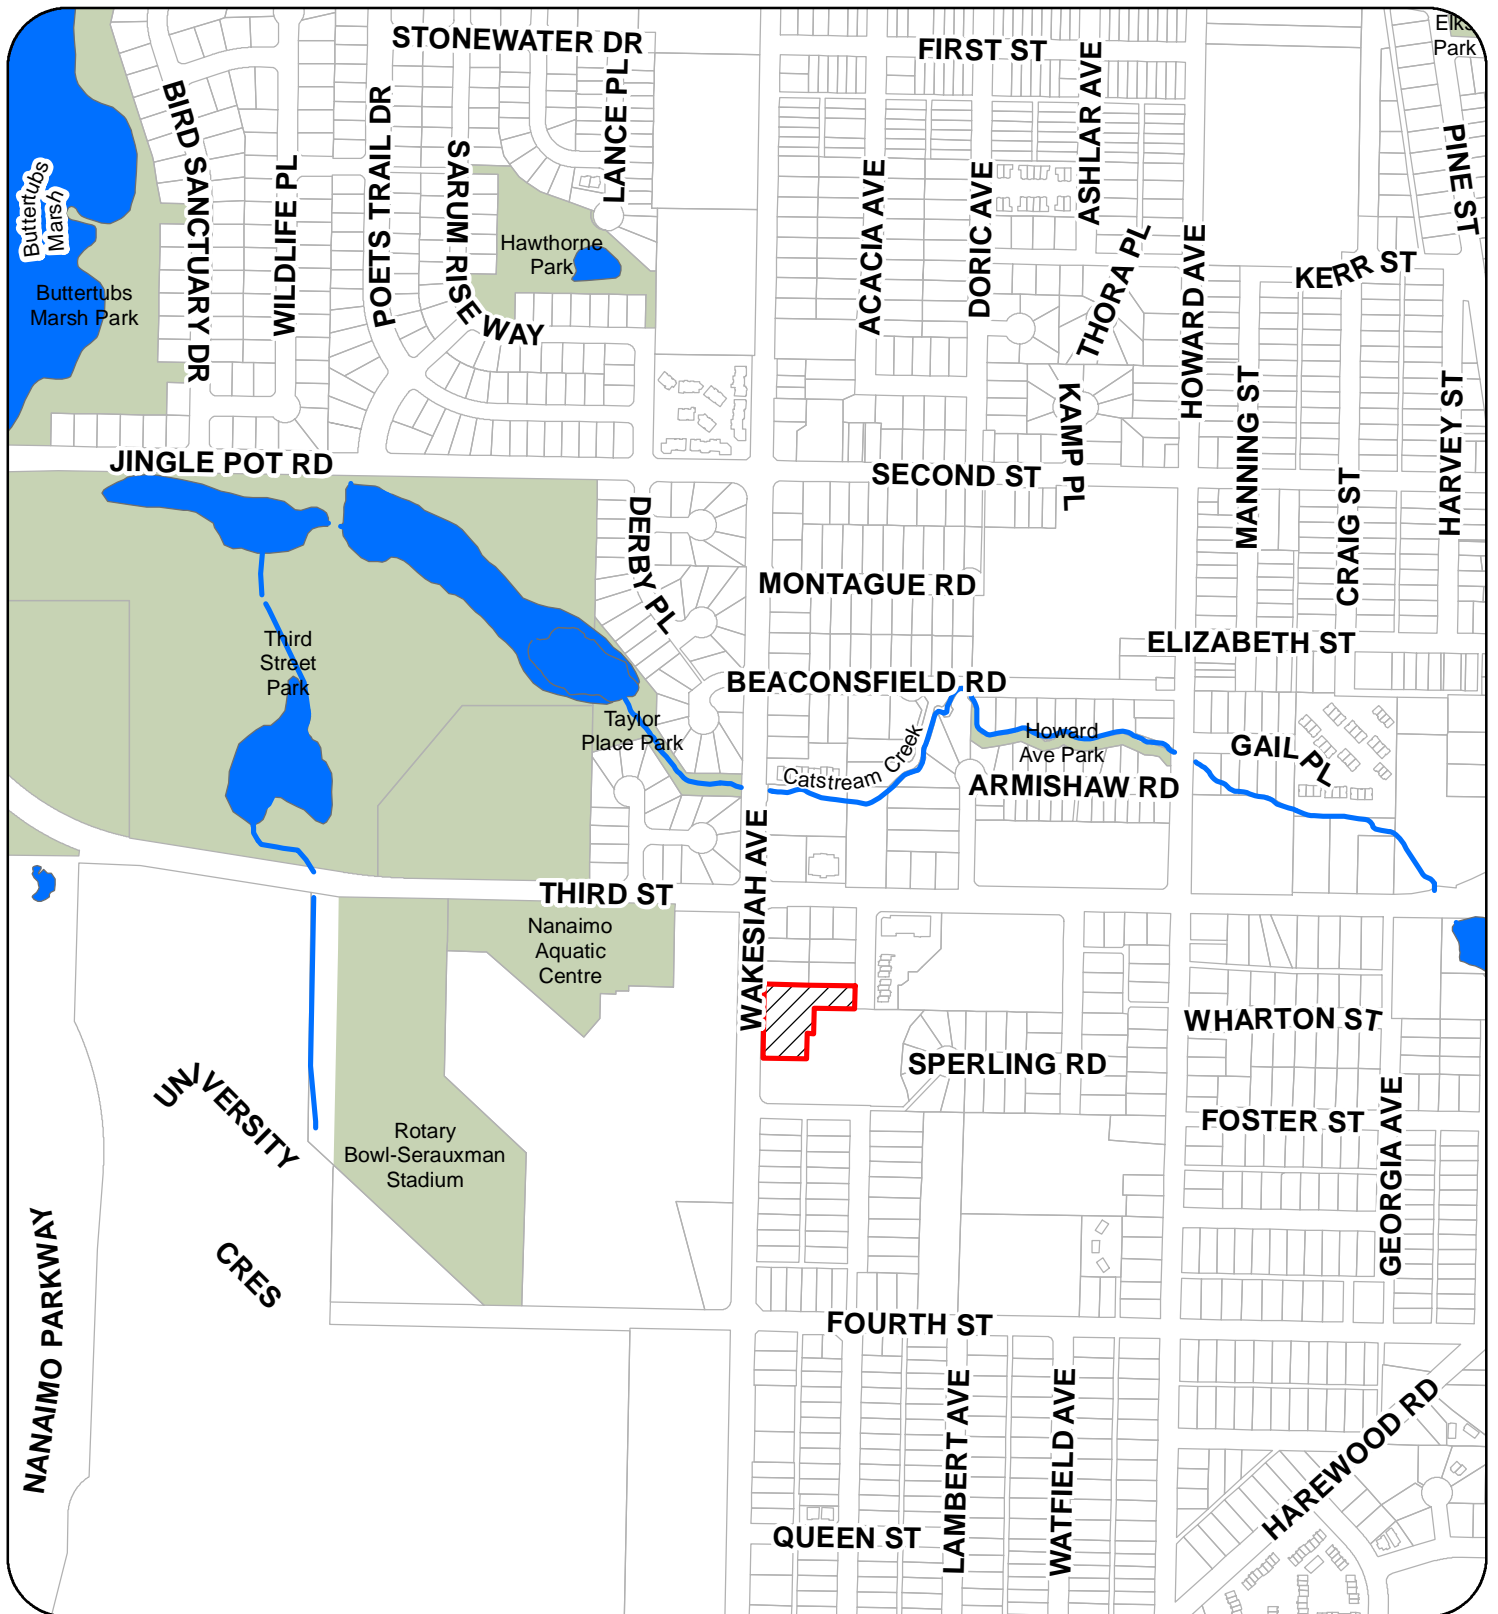 STONEWATER DR
FIRST ST
Elks
Park
BIRD SANCTUARY DR
WILDLIFE PL
POETS TRAIL DR
SARUM RISE WAY
LANCE PL
ACACIA AVE
DORIC AVE
ASHLAR AVE
THORA PL
HOWARD AVE
KERR ST
PINE ST
Buttertubs
Marsh
Buttertubs
Marsh Park
Hawthorne
Park
KAMP PL
MANNING ST
CRAIG ST
HARVEY ST
JINGLE POT RD
SECOND ST
DERBY PL
MONTAGUE RD
ELIZABETH ST
Third
Street
Park
BEACONSFIELD RD
Taylor
Place Park
Catstream Creek
Howard
Ave Park
GAIL PL
ARMISHAW RD
WAKESIAH AVE
THIRD ST
Nanaimo
Aquatic
Centre
WHARTON ST
SPERLING RD
FOSTER ST
GEORGIA AVE
UNIVERSITY
CRES
Rotary
Bowl-Serauxman
Stadium
NANAIMO PARKWAY
FOURTH ST
LAMBERT AVE
WATFIELD AVE
HAREWOOD RD
QUEEN ST